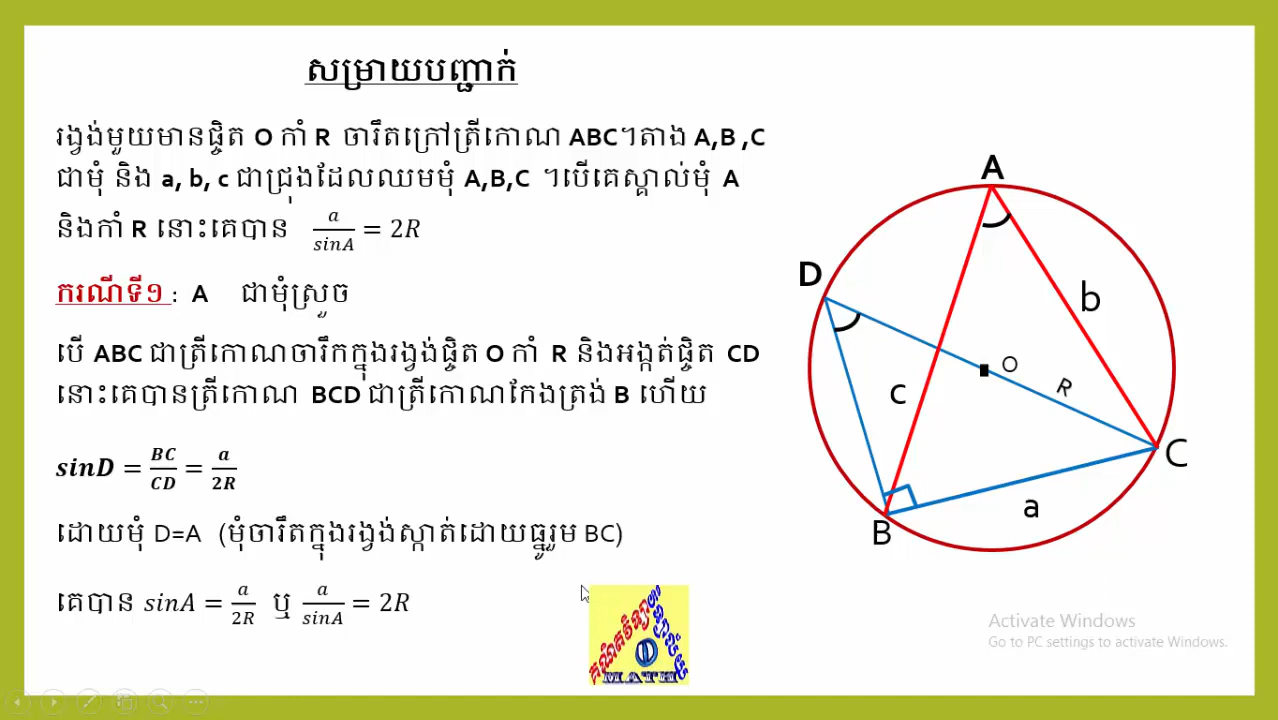 សម្រាយបញ្ជាក់
រង្វង់មួយមានផ្ចិត O កាំ R ចារឹតក្រៅត្រីកោណ ABC។តាង A,B ,C
ជាមុំ និង a, b, c ជាជ្រុងដែលឈមមុំ A,B,C ។បើគេស្គាល់មុំ A
និងកាំ R នោះគេបាន a/sinA = 2R
ករណីទី១ : A ជាមុំស្រួច
បើ ABC ជាត្រីកោណចារឹកក្នុងរង្វង់ផ្ចិត O កាំ R និងអង្កត់ផ្ចិត CD
នោះគេបានត្រីកោណ BCD ជាត្រីកោណកែងត្រង់ B ហើយ
sinD = BC/CD = a/2R
ដោយមុំ D=A (មុំចារឹតក្នុងរង្វង់ស្កាត់ដោយធ្នូរួម BC)
គេបាន sinA = a/2R ឬ a/sinA = 2R
A
D
b
O
R
c
C
a
B
MATH
Activate Windows
Go to PC settings to activate Windows.